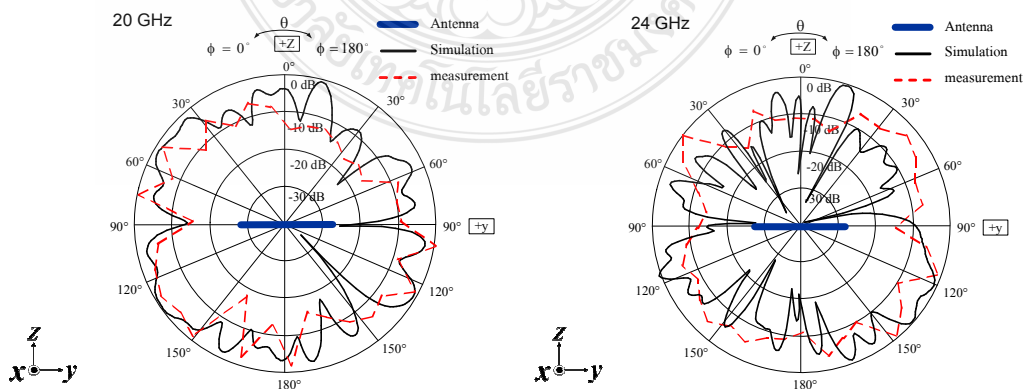 20 GHz
θ
+Z
ϕ = 0°
ϕ = 180°
Antenna
Simulation
measurement
0°
0 dB
-10 dB
-20 dB
-30 dB
30°
30°
60°
60°
90°
90°
+y
120°
120°
150°
150°
180°
z
x
y
24 GHz
θ
+Z
ϕ = 0°
ϕ = 180°
Antenna
Simulation
measurement
0°
0 dB
-10 dB
-20 dB
-30 dB
30°
30°
60°
60°
90°
90°
+y
120°
120°
150°
150°
180°
z
x
y